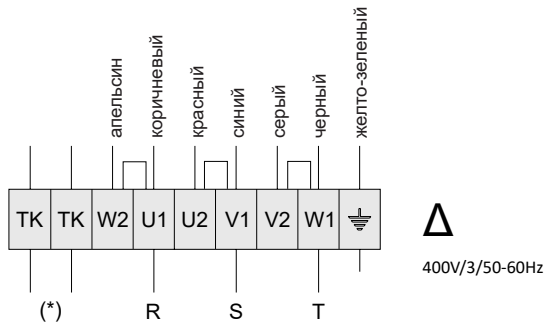 апельсин
коричневый
красный
синий
серый
черный
желто-зеленый
TK TK W2 U1 U2 V1 V2 W1
Δ
400V/3/50-60Hz
(*) R S T